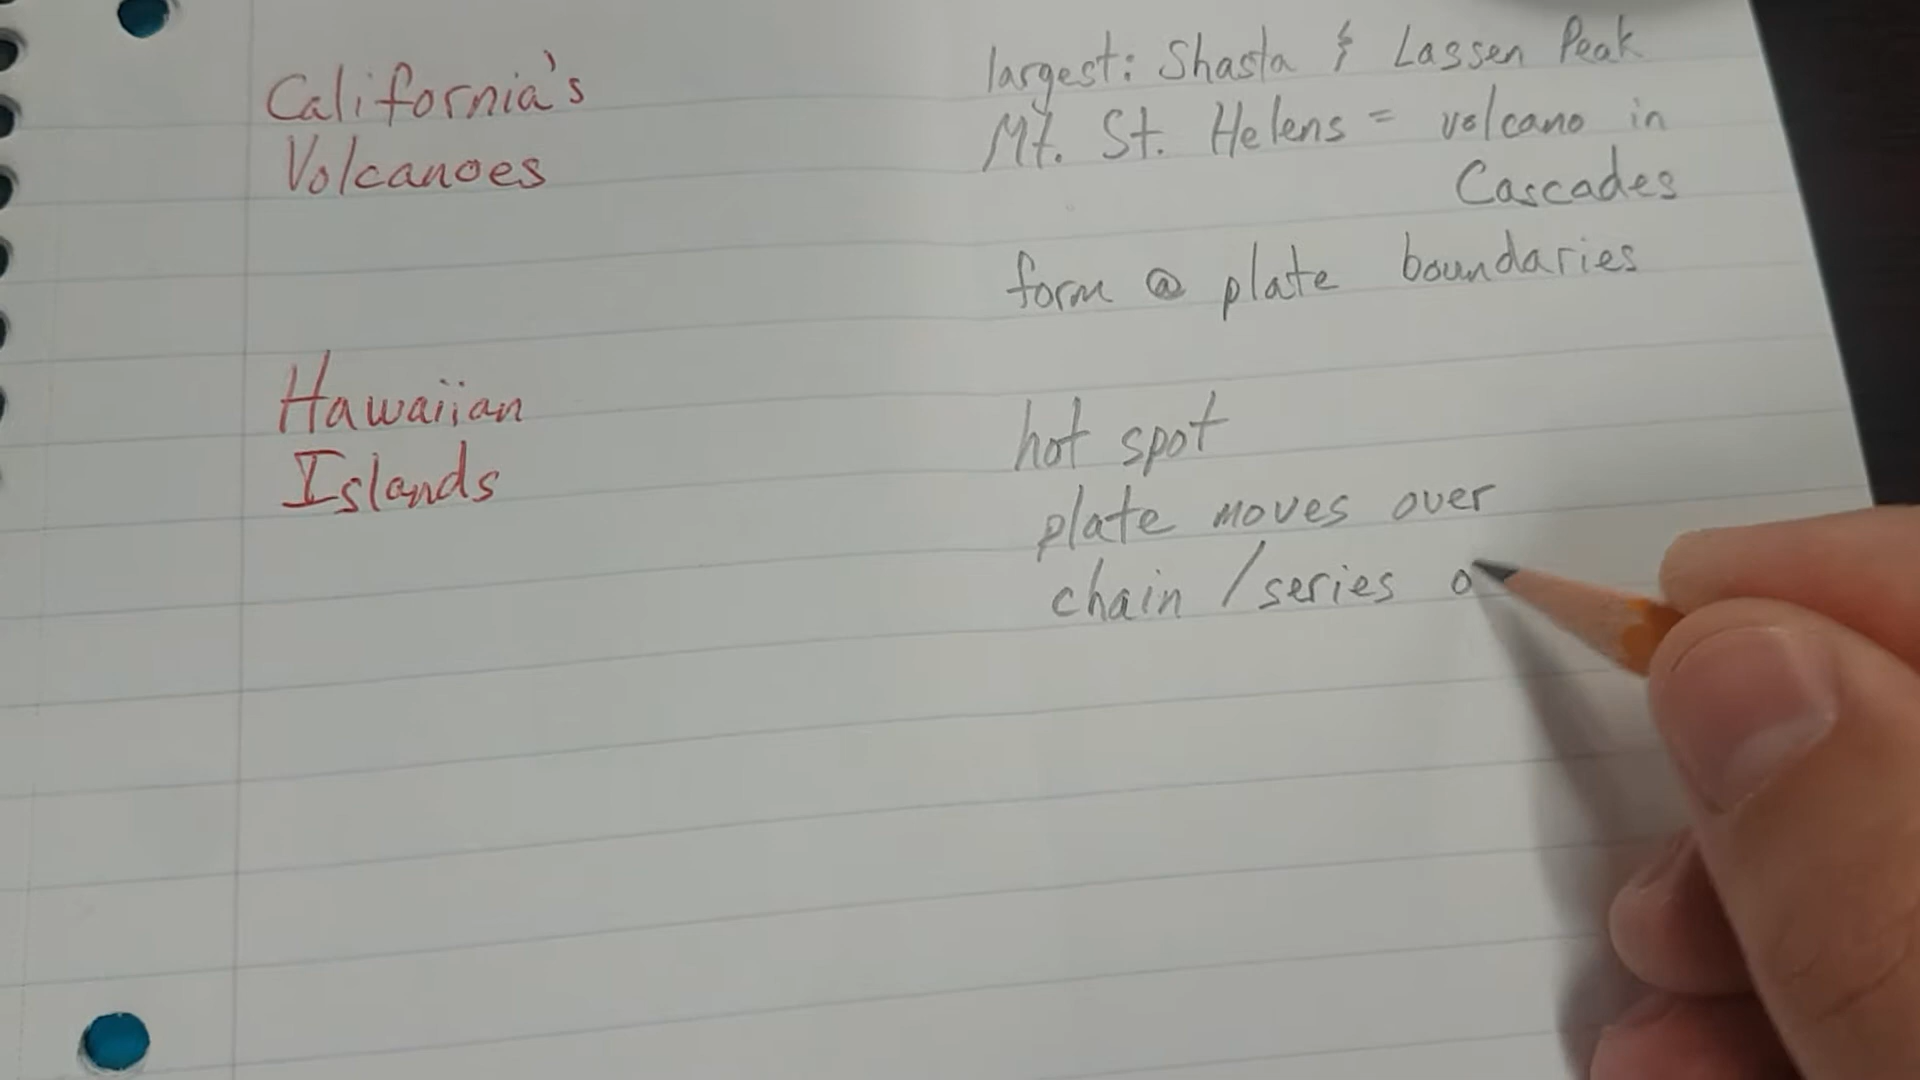 California's
Volcanoes
largest: Shasta & Lassen Peak
Mt. St. Helens = volcano in
Cascades
form @ plate boundaries
Hawaiian
Islands
hot spot
plate moves over
chain / series o